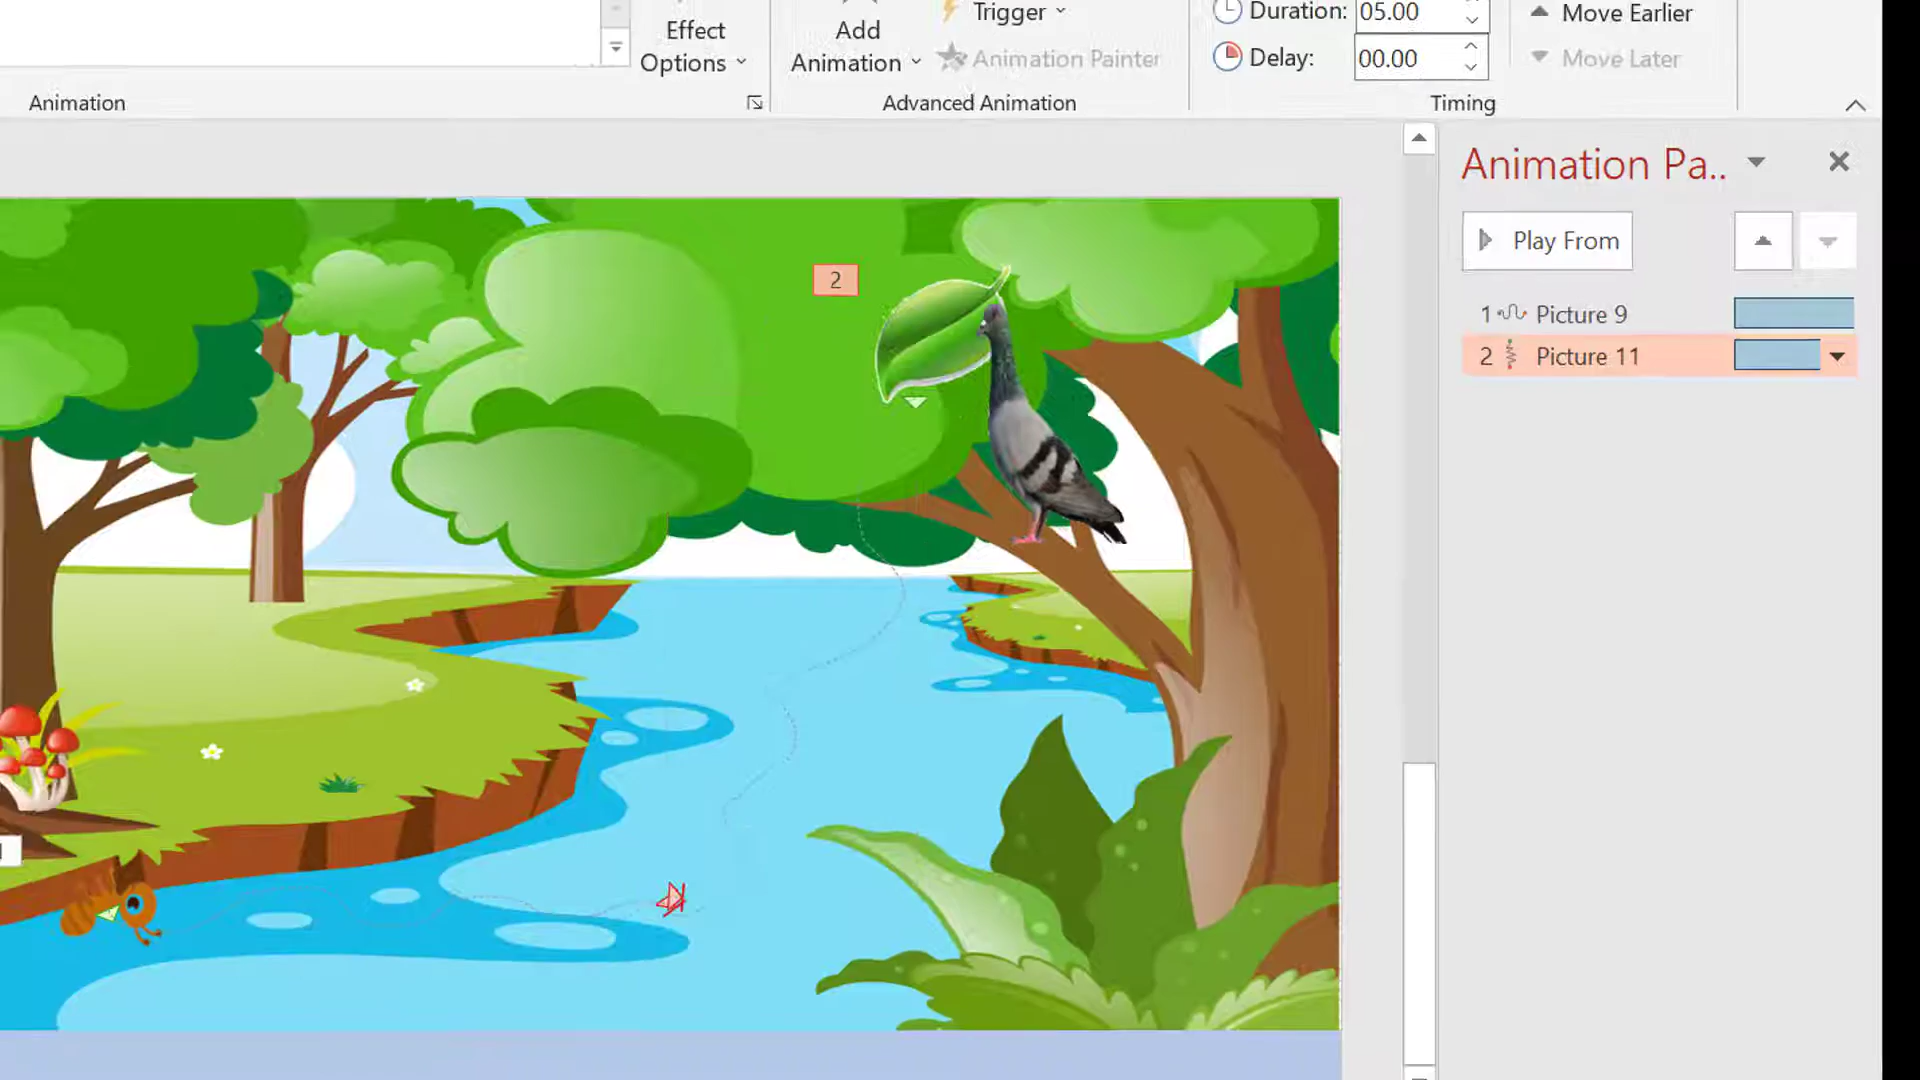 Effect
Options
Add
Animation
Trigger
Animation Painter
Duration: 05.00
Delay: 00.00
Move Earlier
Move Later
Animation
Advanced Animation
Timing
Animation Pa..
Play From
1 Picture 9
2 Picture 11
2